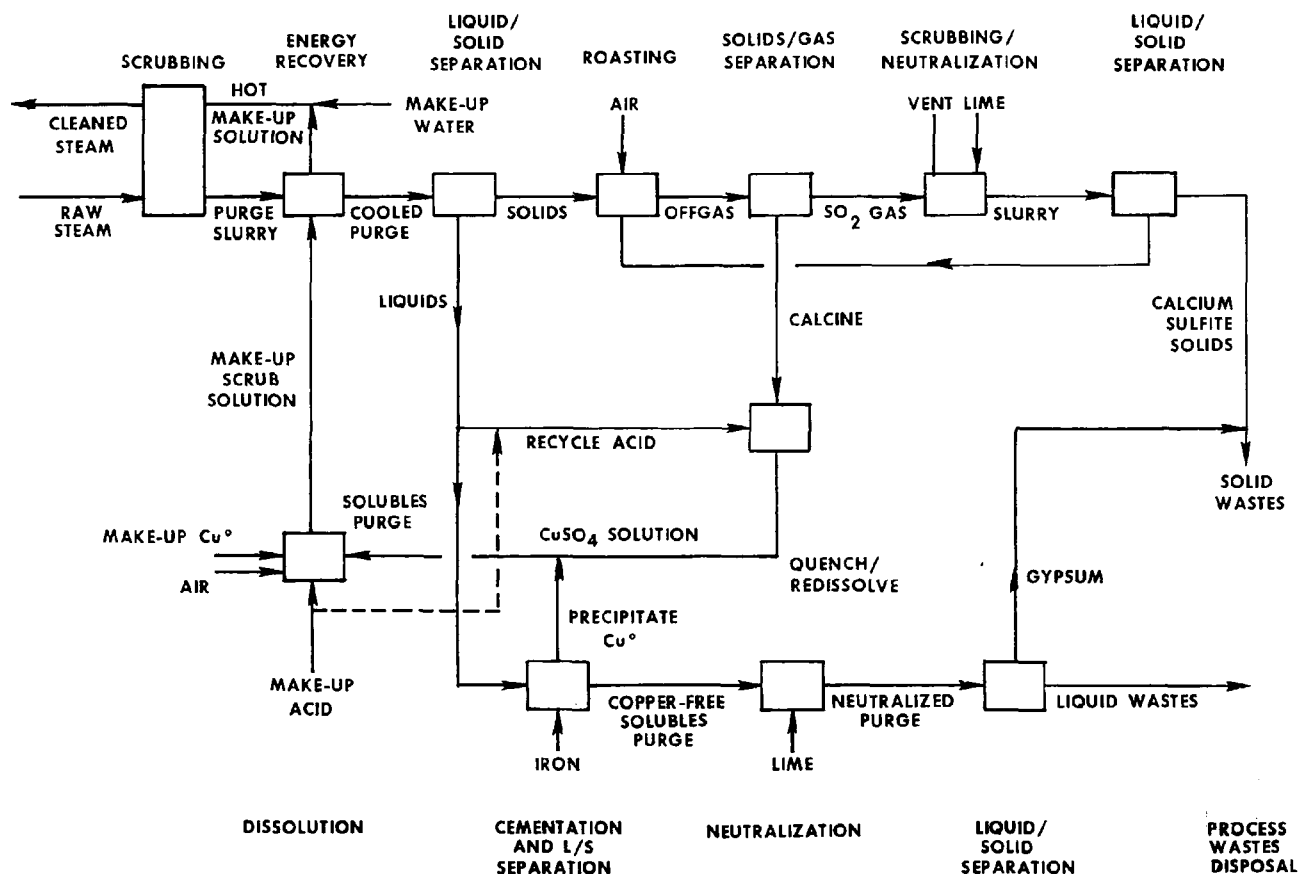 LIQUID/
SOLID
SEPARATION
ENERGY
RECOVERY
SCRUBBING
ROASTING
SOLIDS/GAS
SEPARATION
SCRUBBING/
NEUTRALIZATION
LIQUID/
SOLID
SEPARATION
HOT
MAKE-UP
SOLUTION
CLEANED
STEAM
MAKE-UP
WATER
AIR
VENT LIME
RAW
STEAM
PURGE
SLURRY
COOLED
PURGE
SOLIDS
OFFGAS
SO2 GAS
SLURRY
LIQUIDS
CALCINE
CALCIUM
SULFITE
SOLIDS
MAKE-UP
SCRUB
SOLUTION
RECYCLE ACID
SOLID
WASTES
SOLUBLES
PURGE
MAKE-UP Cu°
AIR
CuSO4 SOLUTION
QUENCH/
REDISSOLVE
GYPSUM
PRECIPITATE
Cu°
MAKE-UP
ACID
COPPER-FREE
SOLUBLES
PURGE
NEUTRALIZED
PURGE
LIQUID WASTES
IRON
LIME
DISSOLUTION
CEMENTATION
AND L/S
SEPARATION
NEUTRALIZATION
LIQUID/
SOLID
SEPARATION
PROCESS
WASTES
DISPOSAL